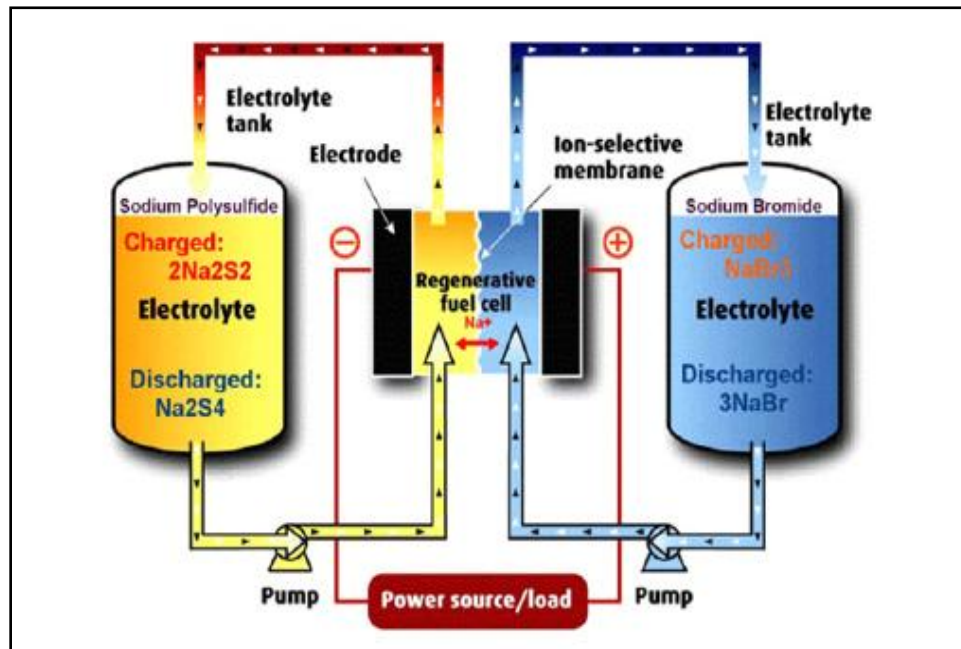 Electrolyte
tank
Electrode
Ion-selective
membrane
Electrolyte
tank
Sodium Polysulfide
Charged:
2Na2S2
Electrolyte
Discharged:
Na2S4
−
+
Regenerative
fuel cell
Na+
Sodium Bromide
Charged:
Electrolyte
Discharged:
3NaBr
Pump
Power source/load
Pump